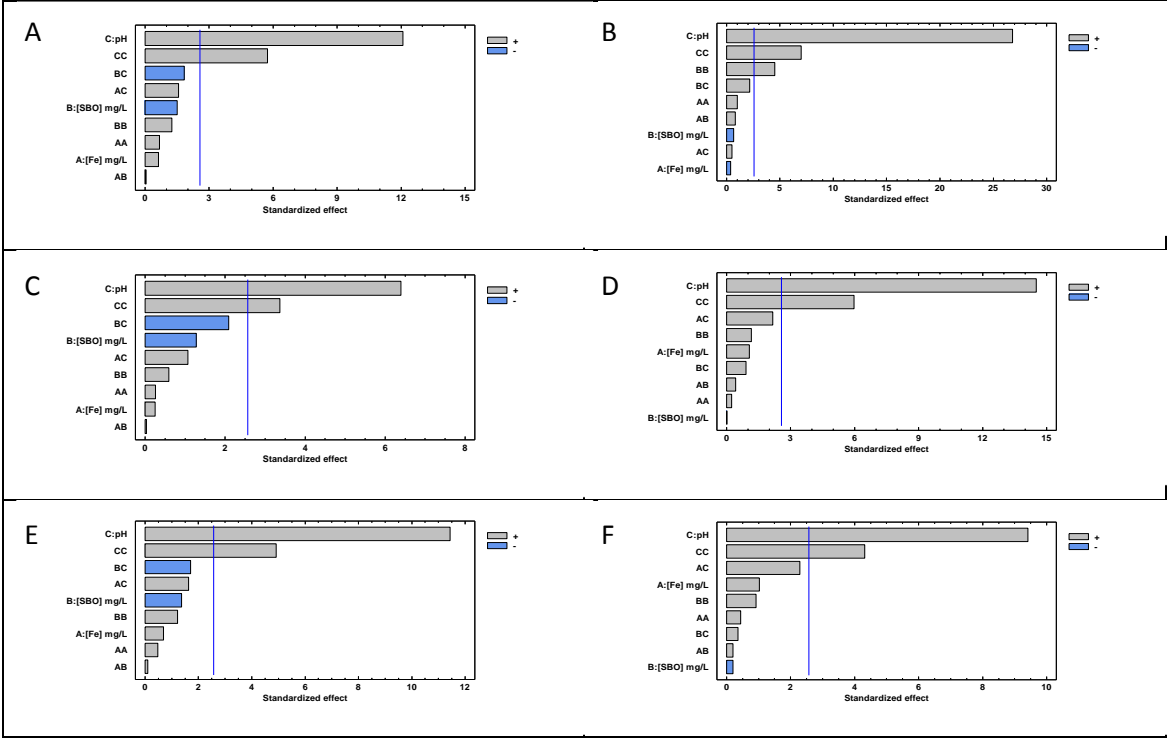 A
C:pH
CC
BC
AC
B:[SBO] mg/L
BB
AA
A:[Fe] mg/L
AB
0 3 6 9 12 15
Standardized effect
+
-
B
C:pH
CC
BB
BC
AA
AB
B:[SBO] mg/L
AC
A:[Fe] mg/L
0 5 10 15 20 25 30
Standardized effect
+
-
C
C:pH
CC
BC
B:[SBO] mg/L
AC
BB
AA
A:[Fe] mg/L
AB
0 2 4 6 8
Standardized effect
+
-
D
C:pH
CC
AC
BB
A:[Fe] mg/L
BC
AB
AA
B:[SBO] mg/L
0 3 6 9 12 15
Standardized effect
+
-
E
C:pH
CC
BC
AC
B:[SBO] mg/L
BB
A:[Fe] mg/L
AA
AB
0 2 4 6 8 10 12
Standardized effect
+
-
F
C:pH
CC
AC
A:[Fe] mg/L
BB
AA
BC
AB
B:[SBO] mg/L
0 2 4 6 8 10
Standardized effect
+
-